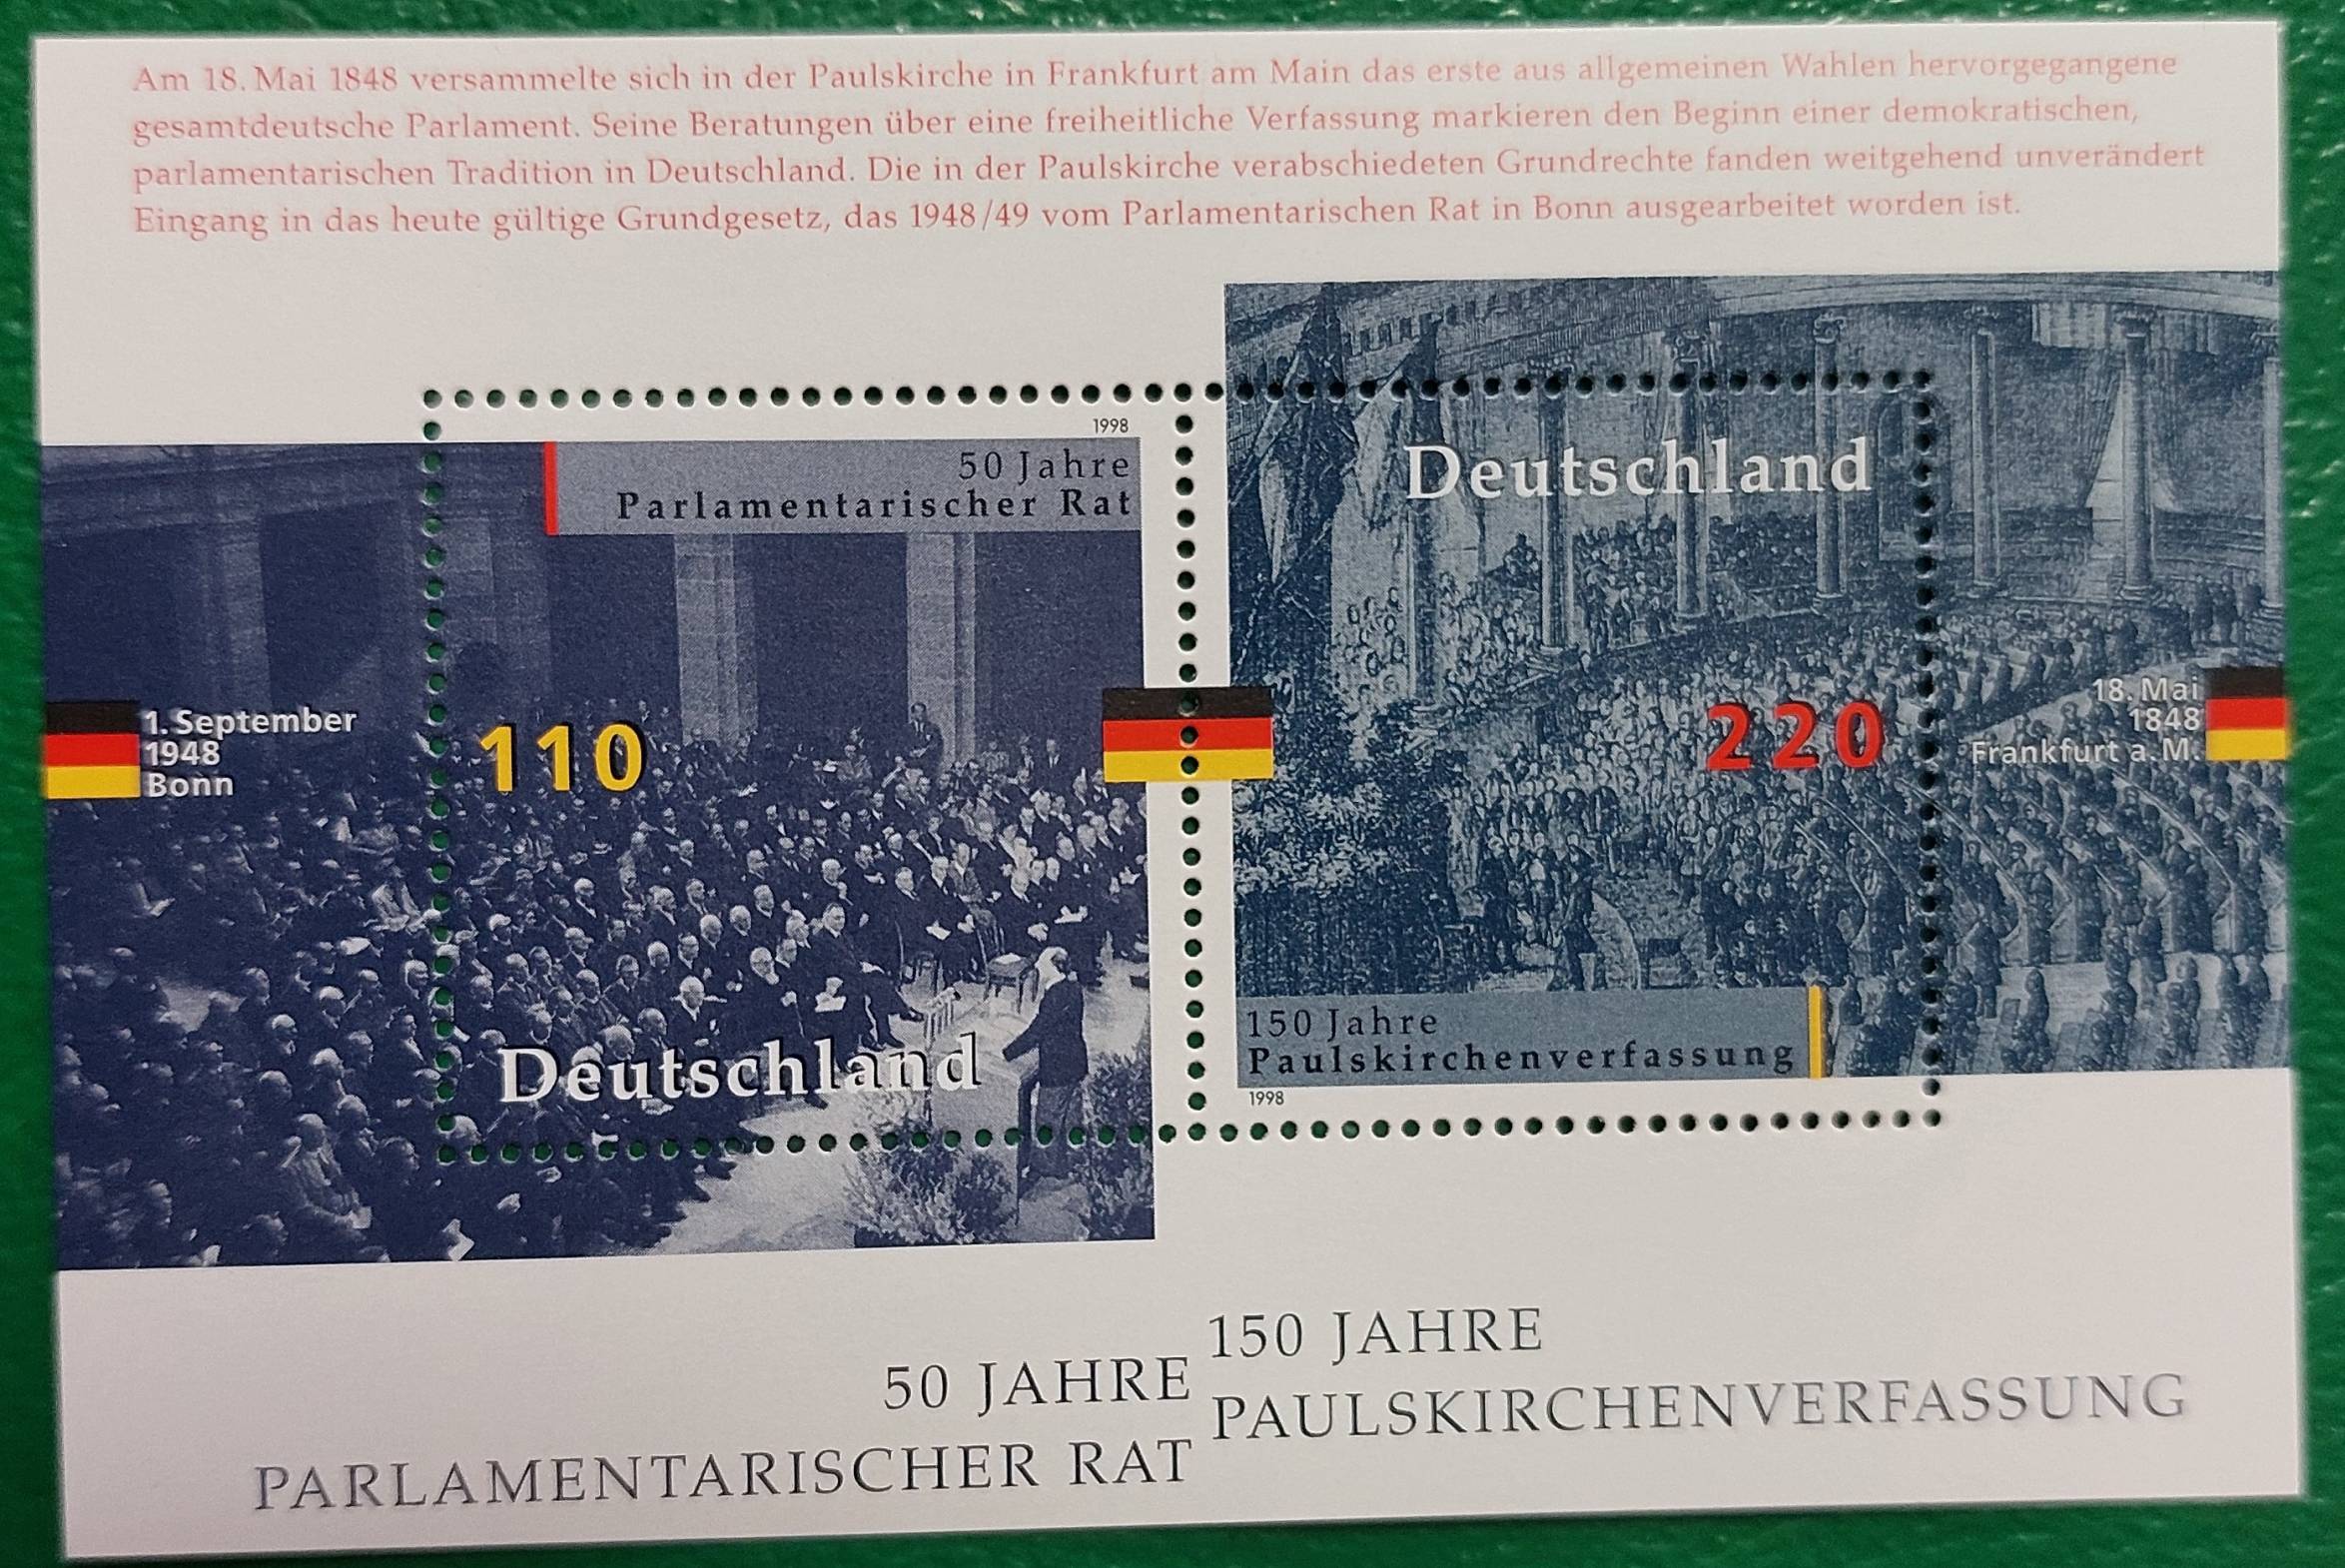 Am 18. Mai 1848 versammelte sich in der Paulskirche in Frankfurt am Main das erste aus allgemeinen Wahlen hervorgegangene
gesamtdeutsche Parlament. Seine Beratungen über eine freiheitliche Verfassung markieren den Beginn einer demokratischen,
parlamentarischen Tradition in Deutschland. Die in der Paulskirche verabschiedeten Grundrechte fanden weitgehend unverändert
Eingang in das heute gültige Grundgesetz, das 1948/49 vom Parlamentarischen Rat in Bonn ausgearbeitet worden ist.
1998
50 Jahre
Parlamentarischer Rat
1. September
1948
Bonn
110
Deutschland
Deutschland
220
18. Mai
1848
Frankfurt a. M.
150 Jahre
Paulskirchenverfassung
1998
50 JAHRE
PARLAMENTARISCHER RAT
150 JAHRE
PAULSKIRCHENVERFASSUNG